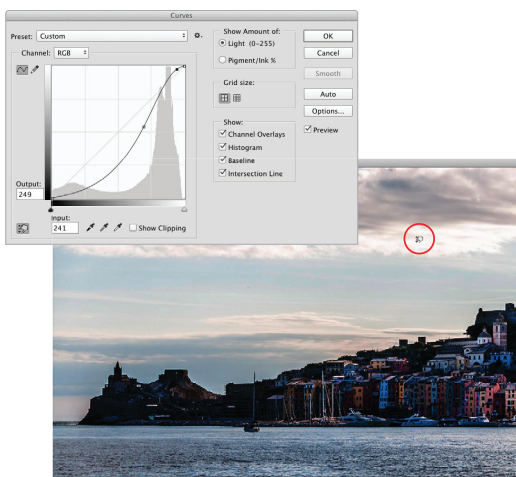 Curves
Preset: Custom
Channel: RGB
Output:
249
Input:
241
Show Clipping
Show Amount of:
Light (0–255)
Pigment/Ink %
Grid size:
Show:
Channel Overlays
Histogram
Baseline
Intersection Line
OK
Cancel
Smooth
Auto
Options...
Preview